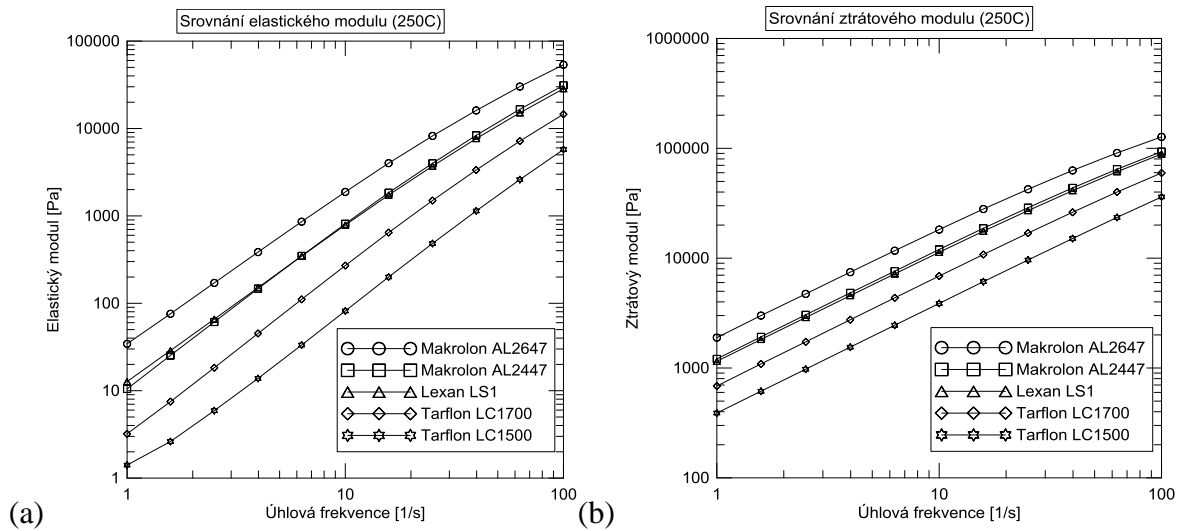 Srovnání elastického modulu (250C)
100000
10000
1000
100
10
1
Elastický modul [Pa]
Makrolon AL2647
Makrolon AL2447
Lexan LS1
Tarflon LC1700
Tarflon LC1500
1
10
100
Úhlová frekvence [1/s]
(a)
Srovnání ztrátového modulu (250C)
1000000
100000
10000
1000
100
Ztrátový modul [Pa]
Makrolon AL2647
Makrolon AL2447
Lexan LS1
Tarflon LC1700
Tarflon LC1500
1
10
100
Úhlová frekvence [1/s]
(b)